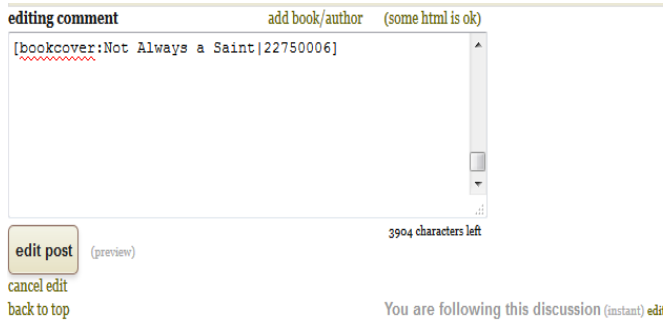 editing comment add book/author (some html is ok)
[bookcover:Not Always a Saint|22750006]
3904 characters left
edit post (preview)
cancel edit
back to top You are following this discussion (instant) edi